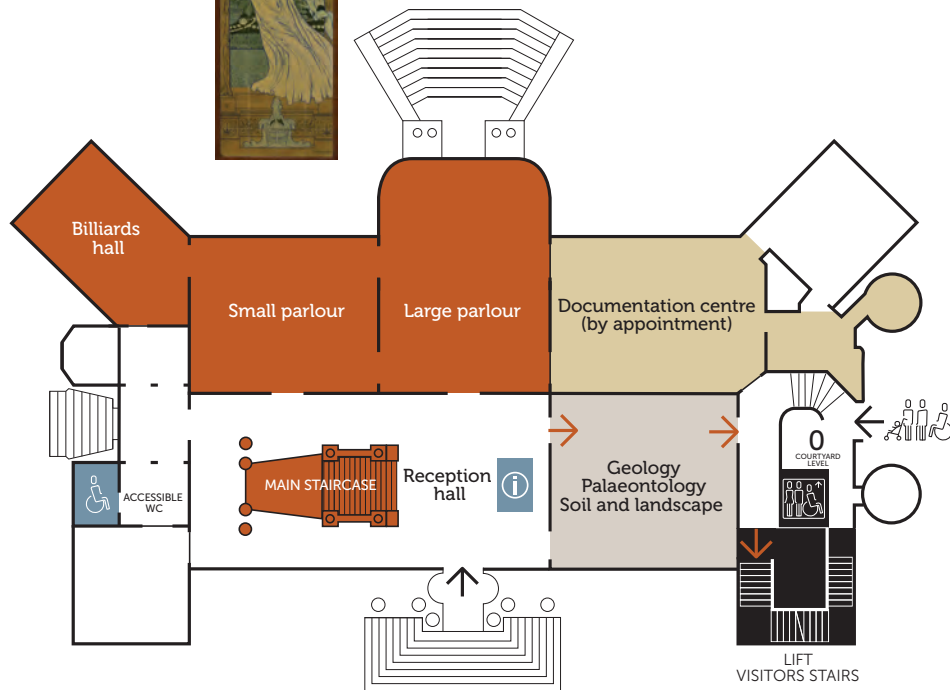 Billiards
hall
Small parlour
Large parlour
Documentation centre
(by appointment)
0
COURTYARD
LEVEL
MAIN STAIRCASE
Reception
hall
i
Geology
Palaeontology
Soil and landscape
ACCESSIBLE
WC
LIFT
VISITORS STAIRS